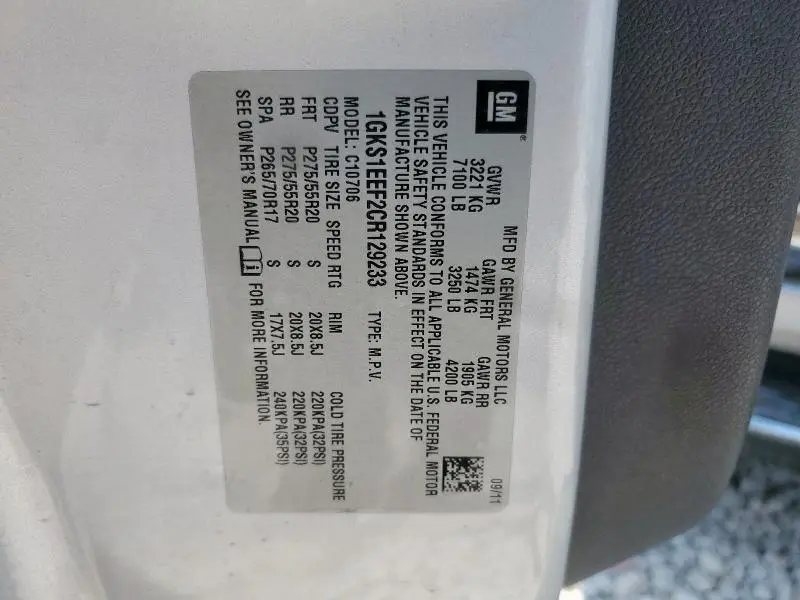 GM®
MFD BY GENERAL MOTORS LLC 09/11
GVWR GAWR FRT GAWR RR
3221 KG 1474 KG 1905 KG
7100 LB 3250 LB 4200 LB
THIS VEHICLE CONFORMS TO ALL APPLICABLE U.S. FEDERAL MOTOR
VEHICLE SAFETY STANDARDS IN EFFECT ON THE DATE OF
MANUFACTURE SHOWN ABOVE.
1GKS1EEF2CR129233 TYPE: M.P.V.
MODEL: C10706
CDPV TIRE SIZE SPEED RTG RIM COLD TIRE PRESSURE
FRT P275/55R20 S 20X8.5J 220KPA(32PSI)
RR P275/55R20 S 20X8.5J 220KPA(32PSI)
SPA P265/70R17 S 17X7.5J 240KPA(35PSI)
SEE OWNER'S MANUAL FOR MORE INFORMATION.